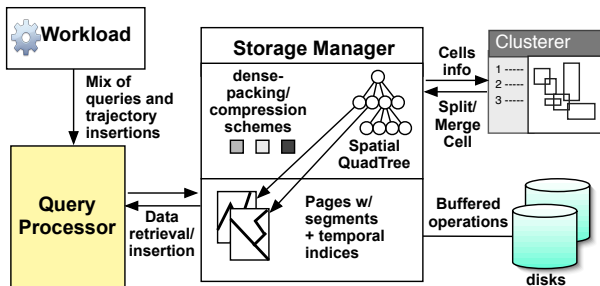 Workload
Mix of
queries and
trajectory
insertions
Query
Processor
Data
retrieval/
insertion
Storage Manager
dense-
packing/
compression
schemes
Spatial
QuadTree
Pages w/
segments
+ temporal
indices
Cells
info
Split/
Merge
Cell
Clusterer
1 -----
2 -----
3 -----
Buffered
operations
disks